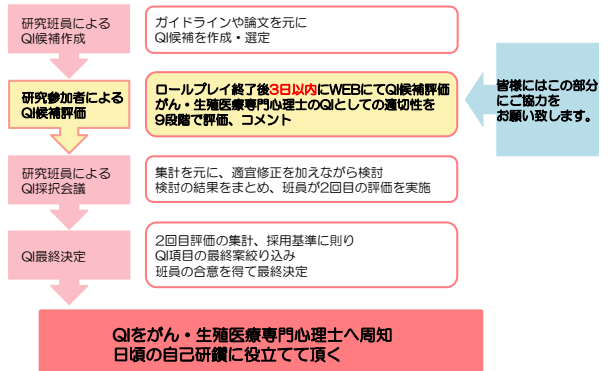 研究班員による
QI候補作成
ガイドラインや論文を元に
QI候補を作成・選定
研究参加者による
QI候補評価
ロールプレイ終了後3日以内にWEBにてQI候補評価
がん・生殖医療専門心理士のQIとしての適切性を
9段階で評価、コメント
皆様にはこの部分
にご協力を
お願い致します。
研究班員による
QI採択会議
集計を元に、適宜修正を加えながら検討
検討の結果をまとめ、班員が2回目の評価を実施
QI最終決定
2回目評価の集計、採用基準に則り
QI項目の最終案絞り込み
班員の合意を得て最終決定
QIをがん・生殖医療専門心理士へ周知
日頃の自己研鑽に役立てて頂く